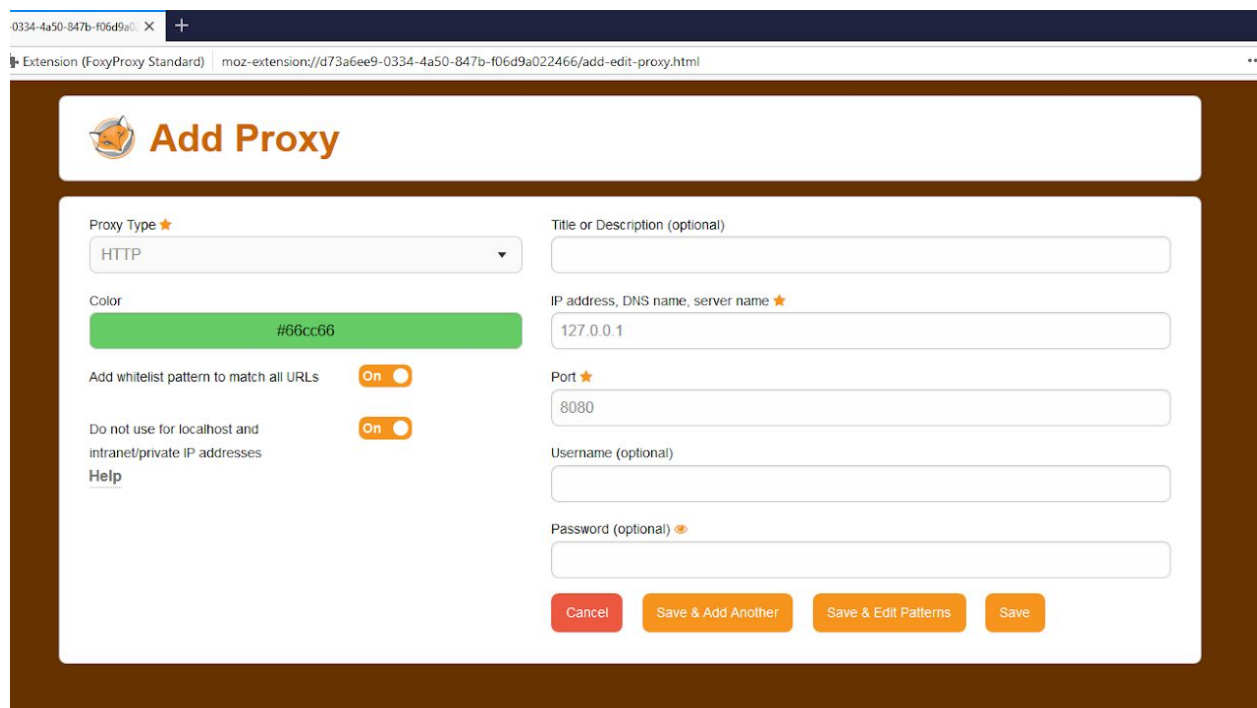 -0334-4a50-847b-f06d9a0
Extension (FoxyProxy Standard) moz-extension://d73a6ee9-0334-4a50-847b-f06d9a022466/add-edit-proxy.html
Add Proxy
Proxy Type
HTTP
Color
#66cc66
Add whitelist pattern to match all URLs On
Do not use for localhost and On
intranet/private IP addresses
Help
Title or Description (optional)
IP address, DNS name, server name
127.0.0.1
Port
8080
Username (optional)
Password (optional)
Cancel Save & Add Another Save & Edit Patterns Save